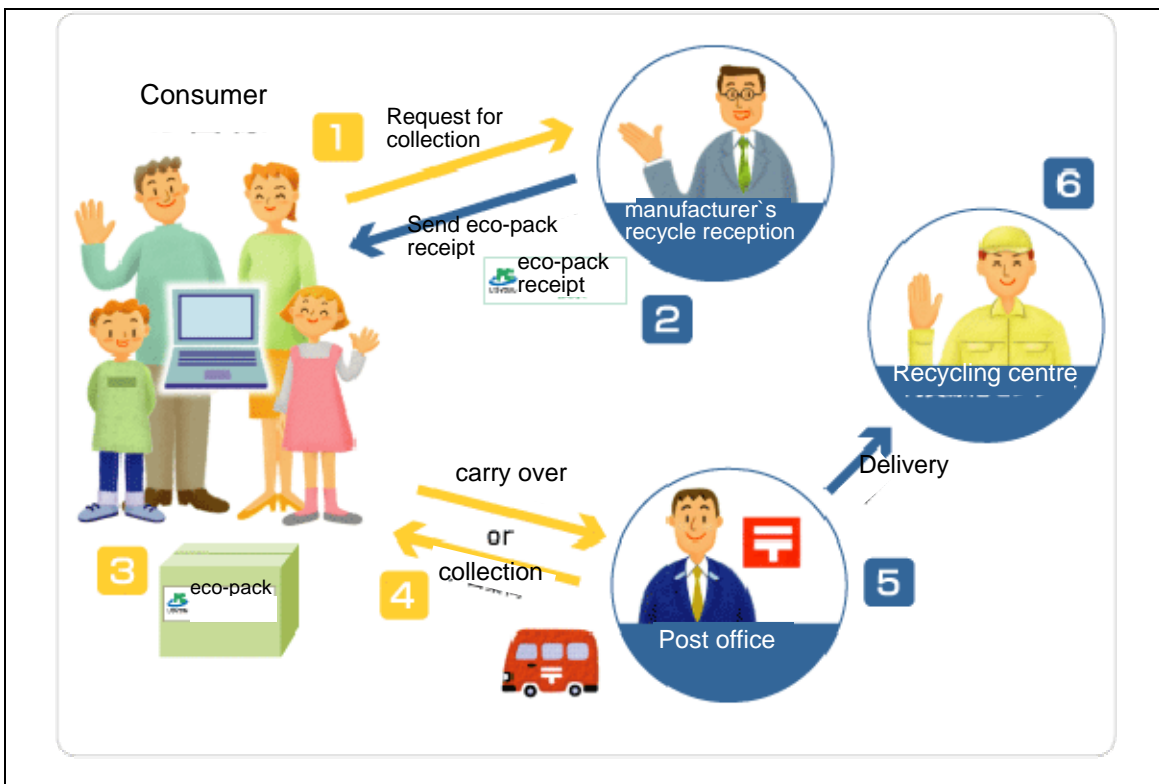 Consumer
1
Request for
collection
manufacturer`s
recycle reception
Send eco-pack
receipt
eco-pack
receipt
2
6
Recycling centre
carry over
or
collection
Delivery
3
eco-pack
4
5
Post office